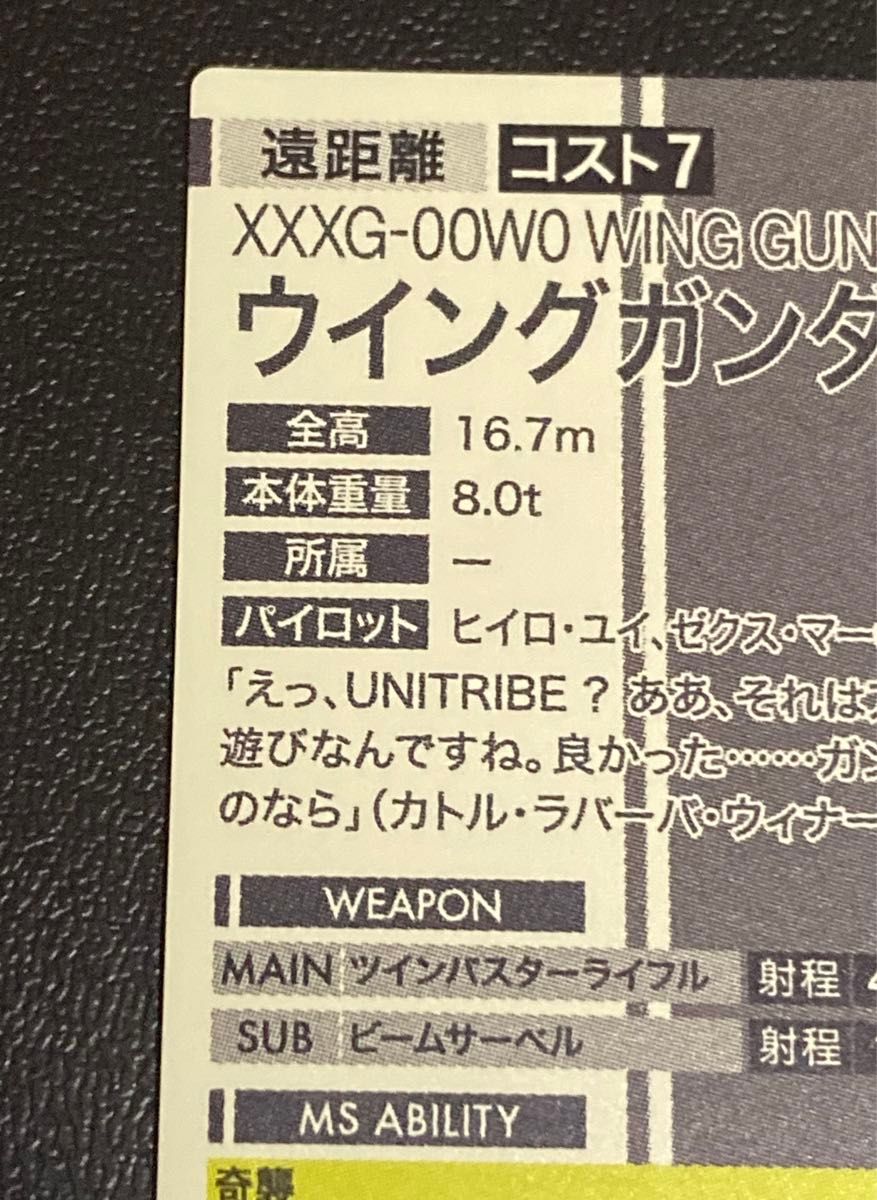 遠距離 コスト7
XXXG-00W0 WING GUN
ウイングガンダ
全高 16.7m
本体重量 8.0t
所属 ー
パイロット ヒイロ・ユイ、ゼクス・マー
「えっ、UNITRIBE？ ああ、それは
遊びなんですね。良かった……ガン
のなら」（カトル・ラバーバ・ウィナー
WEAPON
MAIN ツインバスターライフル 射程 4
SUB ビームサーベル 射程
MS ABILITY
奇襲